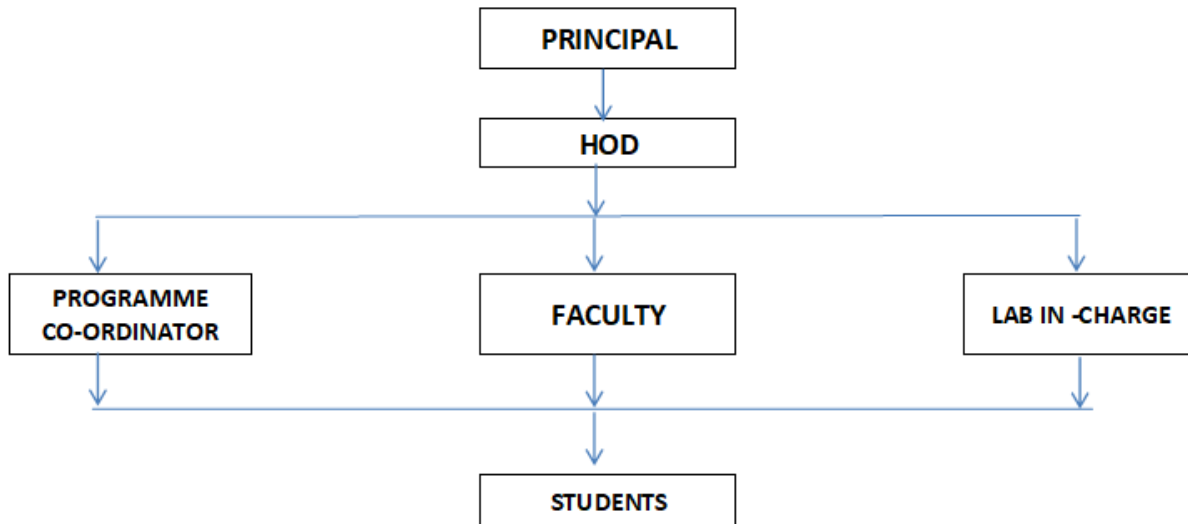 PRINCIPAL
HOD
PROGRAMME
CO-ORDINATOR
FACULTY
LAB IN -CHARGE
STUDENTS